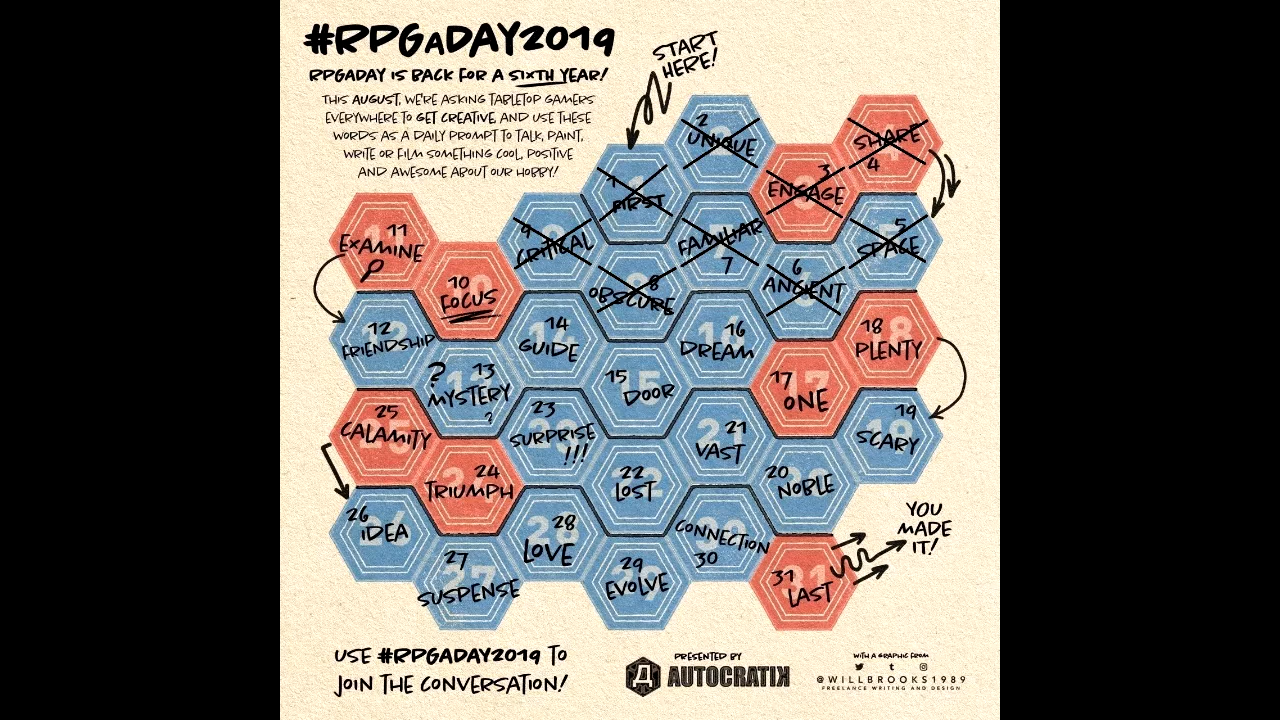 #RPGaDAY2019
RPGADAY IS BACK FOR A SIXTH YEAR!
THIS AUGUST, WE'RE ASKING TABLETOP GAMERS
EVERYWHERE TO GET CREATIVE, AND USE THESE
WORDS AS A DAILY PROMPT TO TALK, PAINT,
WRITE OR FILM SOMETHING COOL, POSITIVE
AND AWESOME ABOUT OUR HOBBY!
START
HERE!
1
FIRST
2
UNIQUE
3
ENGAGE
SHARE
4
5
SPACE
6
ANCIENT
FAMILIAR
7
8
OBSCURE
9
CRITICAL
10
FOCUS
11
EXAMINE
12
FRIENDSHIP
?
13
MYSTERY
?
14
GUIDE
15
DOOR
16
DREAM
17
ONE
18
PLENTY
19
SCARY
20
NOBLE
21
VAST
22
LOST
23
SURPRISE
!!!
24
TRIUMPH
25
CALAMITY
26
IDEA
27
SUSPENSE
28
LOVE
29
EVOLVE
CONNECTION
30
31
LAST
YOU
MADE
IT!
USE #RPGADAY2019 TO
JOIN THE CONVERSATION!
PRESENTED BY
AUTOCRATIK
WITH A GRAPHIC FROM
@WILLBROOKS1989
FREELANCE WRITING AND DESIGN